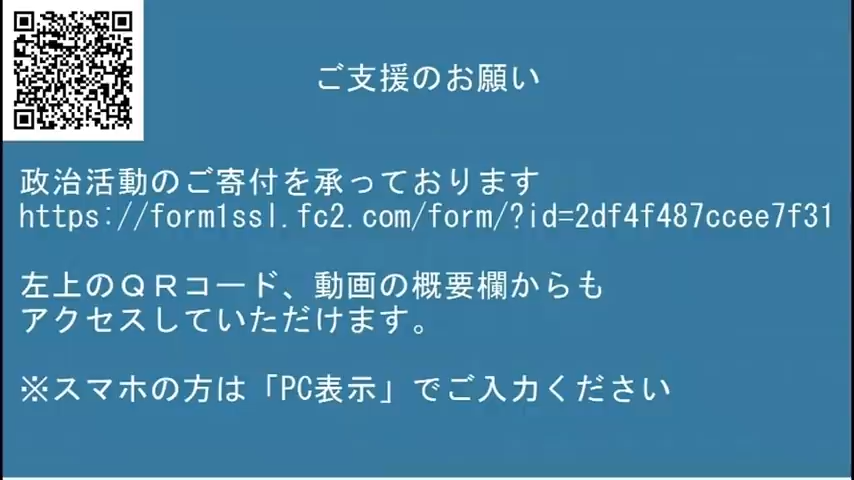 ご支援のお願い
政治活動のご寄付を承っております
https://form1ssl.fc2.com/form/?id=2df4f487ccee7f31
左上のＱＲコード、動画の概要欄からも
アクセスしていただけます。
※スマホの方は「PC表示」でご入力ください